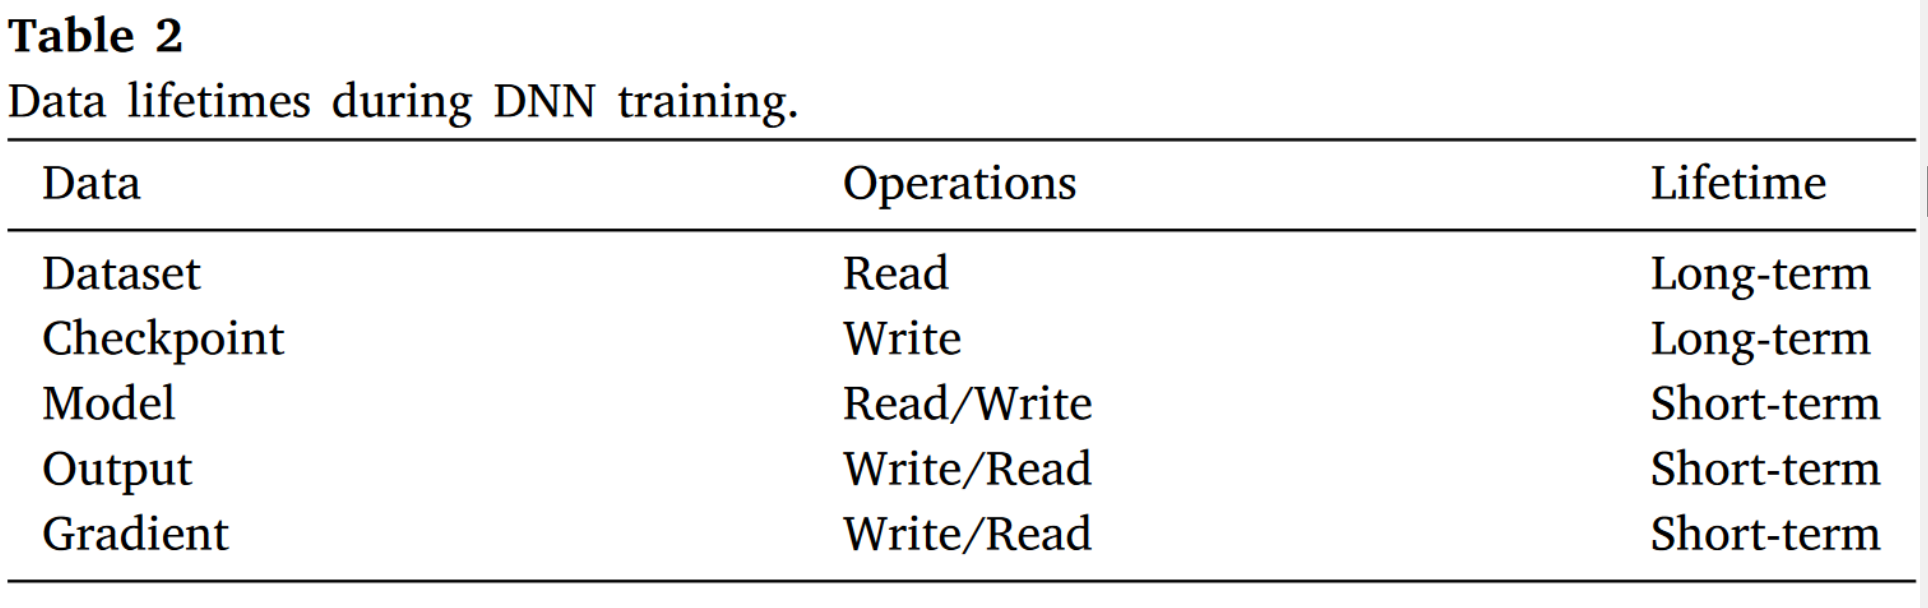 Table 2
Data lifetimes during DNN training.
Data Operations Lifetime
Dataset Read Long-term
Checkpoint Write Long-term
Model Read/Write Short-term
Output Write/Read Short-term
Gradient Write/Read Short-term